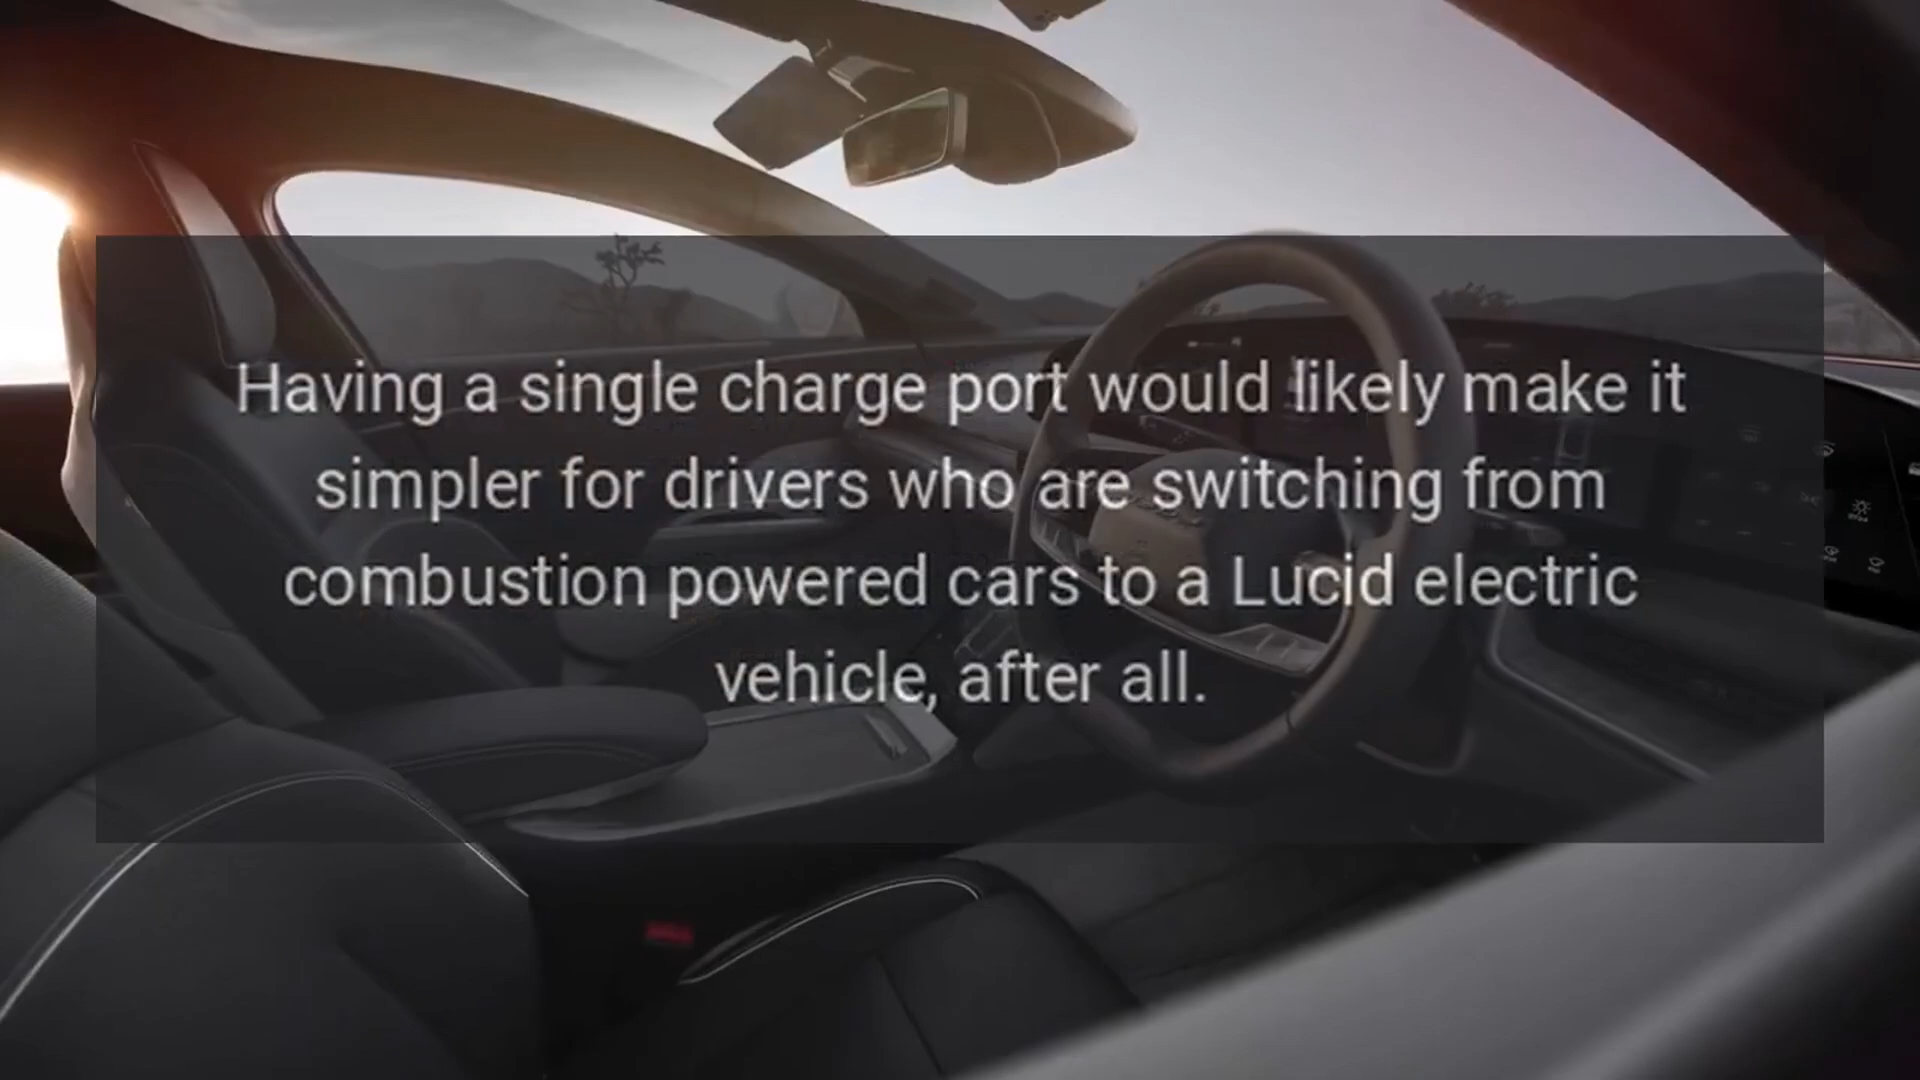 Having a single charge port would likely make it
simpler for drivers who are switching from
combustion powered cars to a Lucid electric
vehicle, after all.